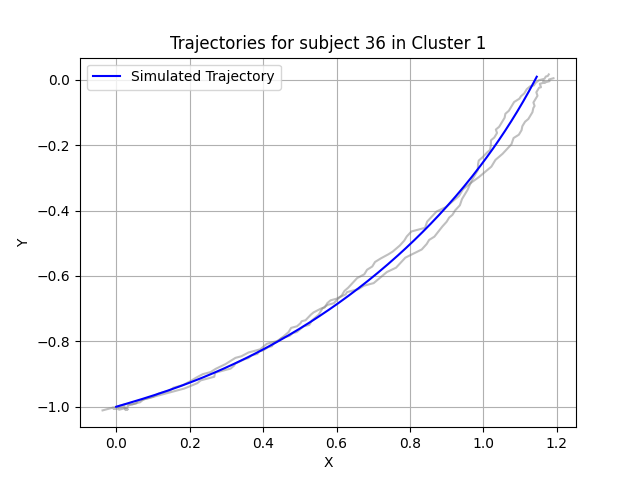 Trajectories for subject 36 in Cluster 1
Simulated Trajectory
0.0
−0.2
−0.4
−0.6
−0.8
−1.0
Y
0.0 0.2 0.4 0.6 0.8 1.0 1.2
X